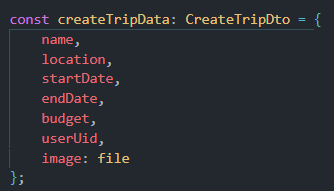 const createTripData: CreateTripDto = {
    name,
    location,
    startDate,
    endDate,
    budget,
    userUid,
    image: file
};